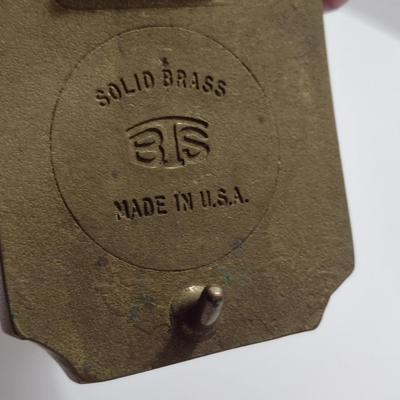 SOLID BRASS
BTS
MADE IN U.S.A.